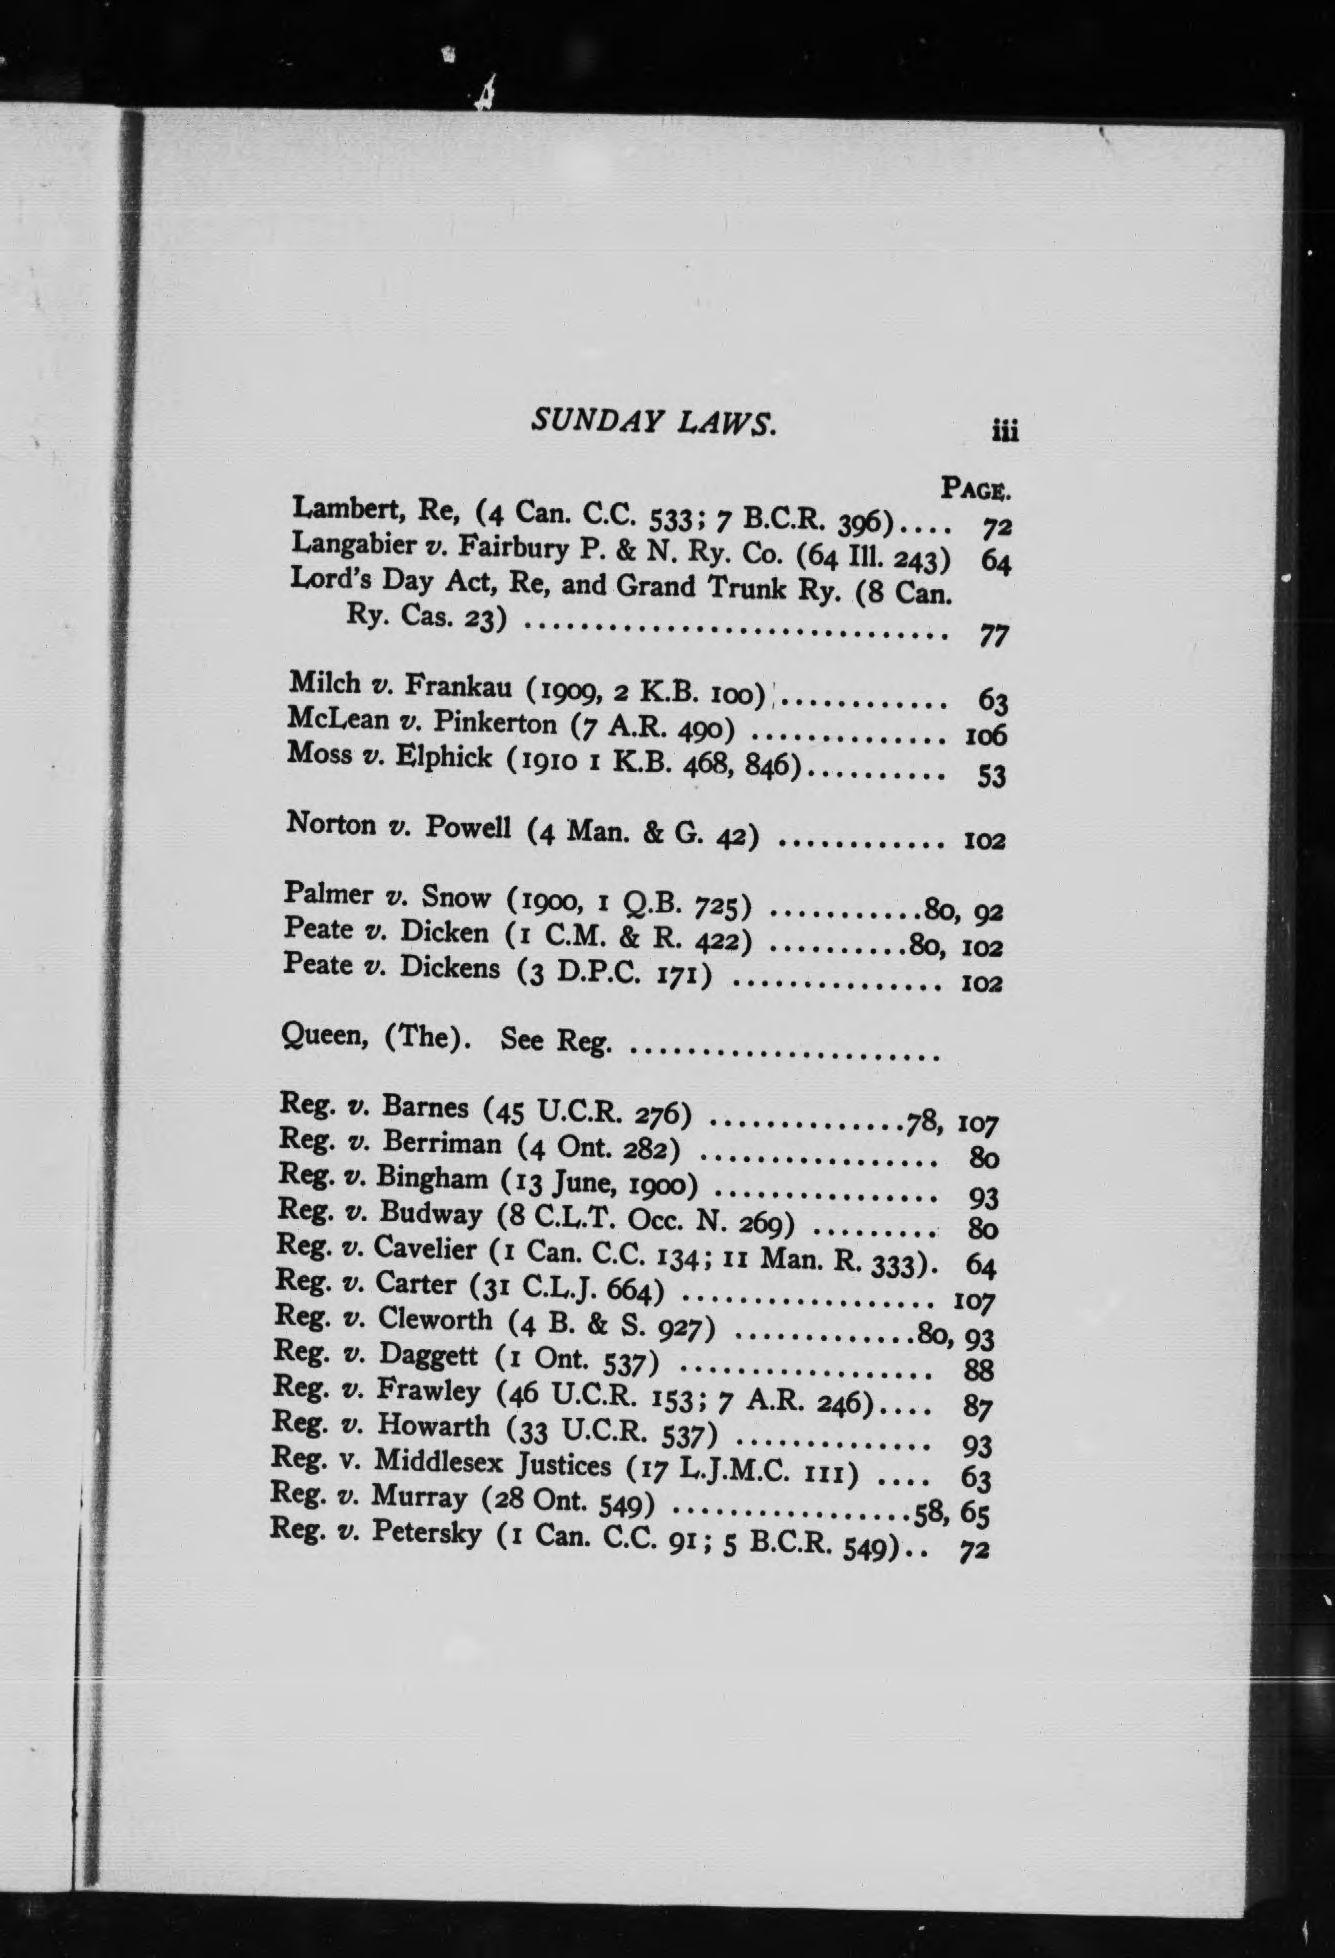 SUNDAY LAWS. iii
PAGE.
Lambert, Re, (4 Can. C.C. 533; 7 B.C.R. 396).... 72
Langabier v. Fairbury P. & N. Ry. Co. (64 Ill. 243) 64
Lord's Day Act, Re, and Grand Trunk Ry. (8 Can.
Ry. Cas. 23) .............................. 77
Milch v. Frankau (1909, 2 K.B. 100)............ 63
McLean v. Pinkerton (7 A.R. 490) .............. 106
Moss v. Elphick (1910 1 K.B. 468, 846).......... 53
Norton v. Powell (4 Man. & G. 42) ............ 102
Palmer v. Snow (1900, 1 Q.B. 725) ...........80, 92
Peate v. Dicken (1 C.M. & R. 422) ..........80, 102
Peate v. Dickens (3 D.P.C. 171) ............... 102
Queen, (The). See Reg. ......................
Reg. v. Barnes (45 U.C.R. 276) ..............78, 107
Reg. v. Berriman (4 Ont. 282) ................. 80
Reg. v. Bingham (13 June, 1900) ................ 93
Reg. v. Budway (8 C.L.T. Occ. N. 269) ......... 80
Reg. v. Cavelier (1 Can. C.C. 134; 11 Man. R. 333). 64
Reg. v. Carter (31 C.L.J. 664) .................. 107
Reg. v. Cleworth (4 B. & S. 927) .............80, 93
Reg. v. Daggett (1 Ont. 537) .................. 88
Reg. v. Frawley (46 U.C.R. 153; 7 A.R. 246).... 87
Reg. v. Howarth (33 U.C.R. 537) .............. 93
Reg. v. Middlesex Justices (17 L.J.M.C. 111) .... 63
Reg. v. Murray (28 Ont. 549) .................58, 65
Reg. v. Petersky (1 Can. C.C. 91; 5 B.C.R. 549).. 72